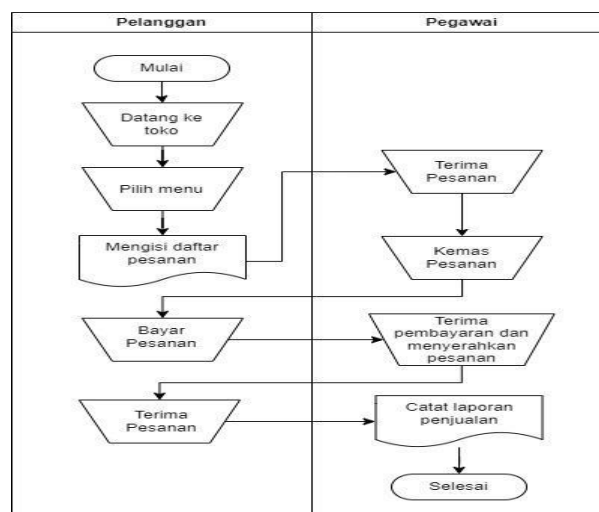 Pelanggan
Pegawai
Mulai
Datang ke
toko
Pilih menu
Mengisi daftar
pesanan
Terima
Pesanan
Kemas
Pesanan
Bayar
Pesanan
Terima
pembayaran dan
menyerahkan
pesanan
Terima
Pesanan
Catat laporan
penjualan
Selesai